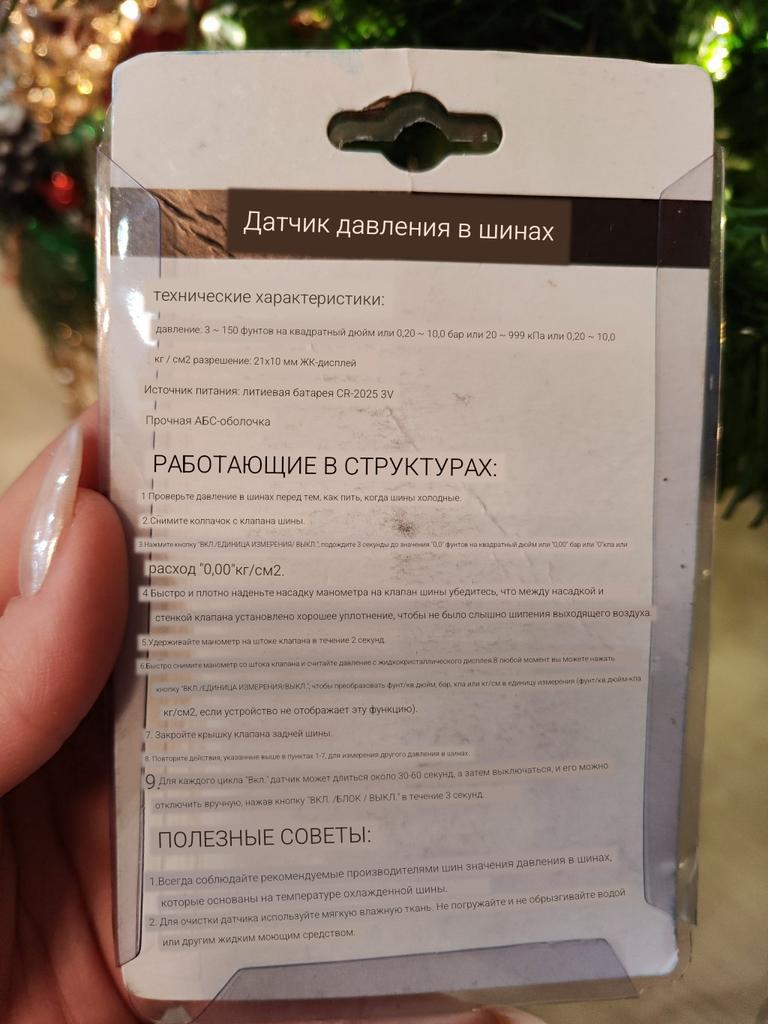 Датчик давления в шинах
технические характеристики:
давление: 3 ~ 150 фунтов на квадратный дюйм или 0,20 ~ 10,0 бар или 20 ~ 999 кПа или 0,20 ~ 10,0
кг / см2 разрешение: 21x10 мм ЖК-дисплей
Источник питания: литиевая батарея CR-2025 3V
Прочная АБС-оболочка
РАБОТАЮЩИЕ В СТРУКТУРАХ:
1 Проверьте давление в шинах перед тем, как пить, когда шины холодные.
2.Снимите колпачок с клапана шины.
3.Нажмите кнопку "ВКЛ./ЕДИНИЦА ИЗМЕРЕНИЯ/ ВЫКЛ.", подождите 3 секунды до значения "0,0" фунтов на квадратный дюйм или "0,00" бар или "0"кпа или
расход "0,00"кг/см2.
4 Быстро и плотно наденьте насадку манометра на клапан шины убедитесь, что между насадкой и
стенкой клапана установлено хорошее уплотнение, чтобы не было слышно шипения выходящего воздуха.
5.Удерживайте манометр на штоке клапана в течение 2 секунд.
6.Быстро снимите манометр со штока клапана и считайте давление с жидкокристаллического дисплея.В любой момент вы можете нажать
кнопку "ВКЛ./ЕДИНИЦА ИЗМЕРЕНИЯ/ВЫКЛ.", чтобы преобразовать фунт/кв.дюйм, бар, кпа или кг/см в единицу измерения (фунт/кв.дюйм-кпа
кг/см2, если устройство не отображает эту функцию).
7. Закройте крышку клапана задней шины.
8. Повторите действия, указанные выше в пунктах 1-7, для измерения другого давления в шинах.
9.Для каждого цикла "Вкл." датчик может длиться около 30-60 секунд, а затем выключаться, и его можно
отключить вручную, нажав кнопку "ВКЛ. /БЛОК / ВЫКЛ." в течение 3 секунд.
ПОЛЕЗНЫЕ СОВЕТЫ:
1.Всегда соблюдайте рекомендуемые производителями шин значения давления в шинах,
которые основаны на температуре охлажденной шины.
2. Для очистки датчика используйте мягкую влажную ткань. Не погружайте и не обрызгивайте водой
или другим жидким моющим средством.